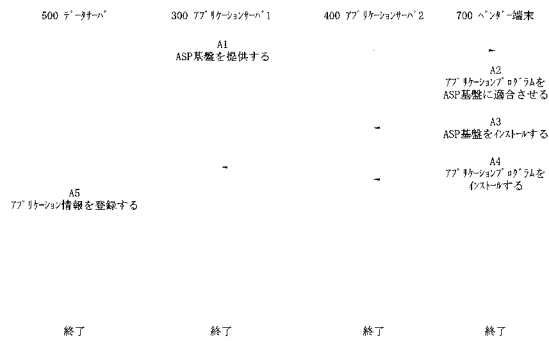 500 データサーバ
300 アプリケーションサーバ1
400 アプリケーションサーバ2
700 ベンダー端末
A1
ASP基盤を提供する
A2
アプリケーションプログラムを
ASP基盤に適合させる
A3
ASP基盤をインストールする
A4
アプリケーションプログラムを
インストールする
A5
アプリケーション情報を登録する
終了
終了
終了
終了